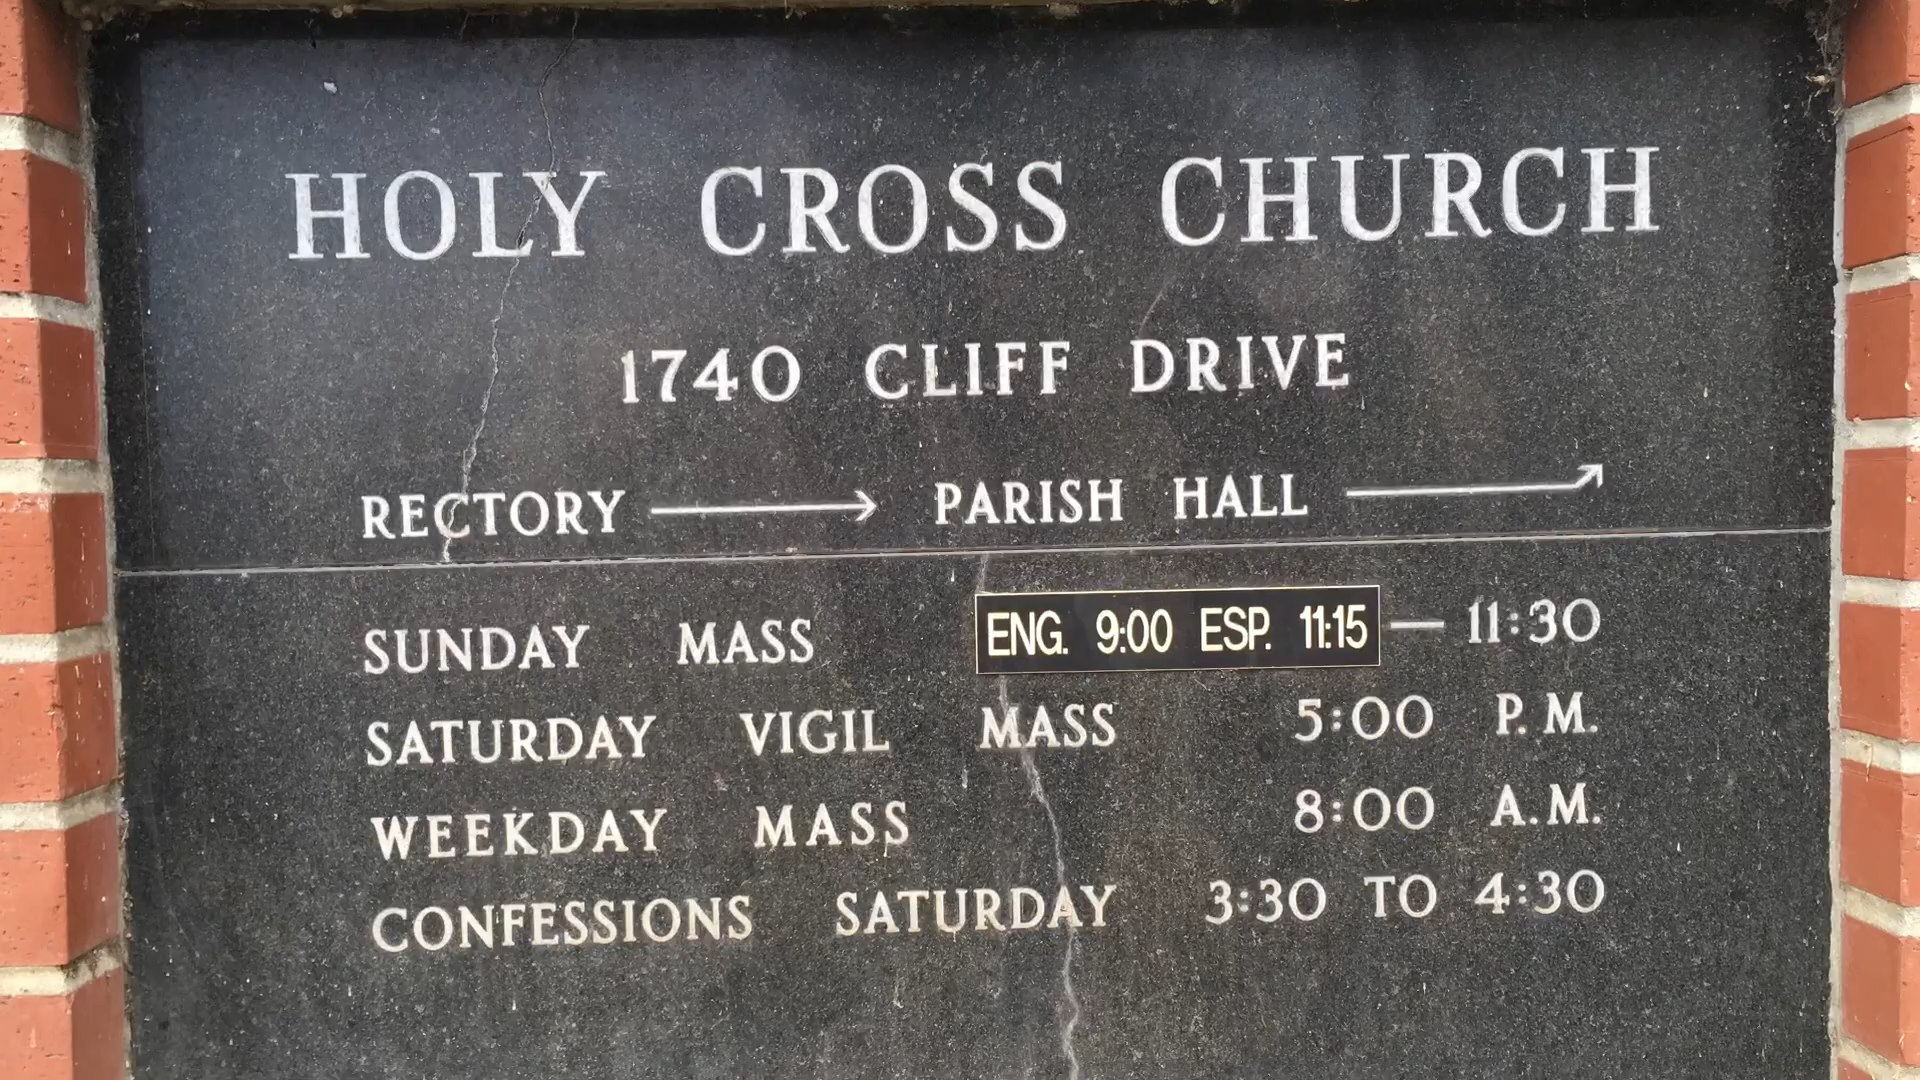 HOLY CROSS CHURCH
1740 CLIFF DRIVE
RECTORY → PARISH HALL →
SUNDAY MASS ENG. 9:00 ESP. 11:15 — 11:30
SATURDAY VIGIL MASS 5:00 P.M.
WEEKDAY MASS 8:00 A.M.
CONFESSIONS SATURDAY 3:30 TO 4:30